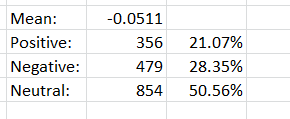 Mean: -0.0511
Positive: 356 21.07%
Negative: 479 28.35%
Neutral: 854 50.56%